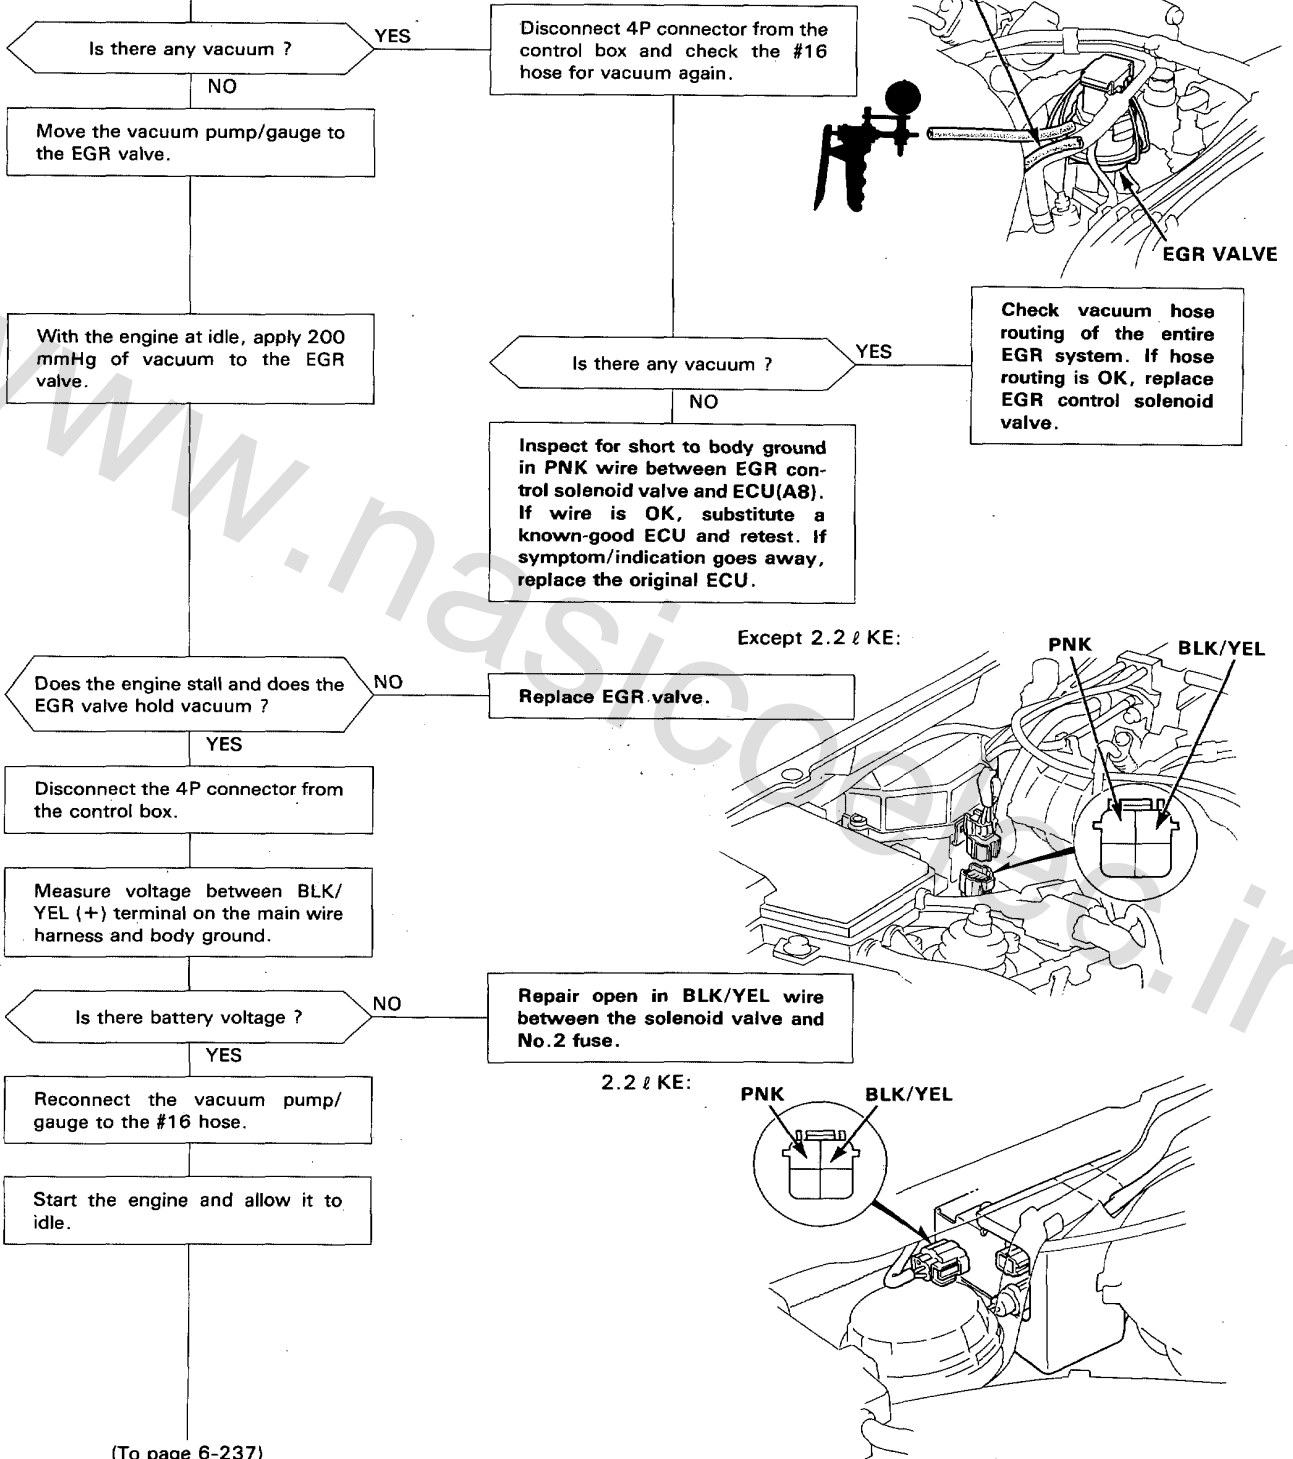 Is there any vacuum ?
YES
Disconnect 4P connector from the
control box and check the #16
hose for vacuum again.
NO
Move the vacuum pump/gauge to
the EGR valve.
EGR VALVE
With the engine at idle, apply 200
mmHg of vacuum to the EGR
valve.
Is there any vacuum ?
YES
Check vacuum hose
routing of the entire
EGR system. If hose
routing is OK, replace
EGR control solenoid
valve.
NO
Inspect for short to body ground
in PNK wire between EGR con-
trol solenoid valve and ECU(A8).
If wire is OK, substitute a
known-good ECU and retest. If
symptom/indication goes away,
replace the original ECU.
Except 2.2 ℓ KE:
PNK
BLK/YEL
Does the engine stall and does the
EGR valve hold vacuum ?
NO
Replace EGR valve.
YES
Disconnect the 4P connector from
the control box.
Measure voltage between BLK/
YEL (+) terminal on the main wire
harness and body ground.
Is there battery voltage ?
NO
Repair open in BLK/YEL wire
between the solenoid valve and
No.2 fuse.
YES
2.2 ℓ KE:
PNK
BLK/YEL
Reconnect the vacuum pump/
gauge to the #16 hose.
Start the engine and allow it to
idle.
(To page 6-237)
www.nasicoelec.ir